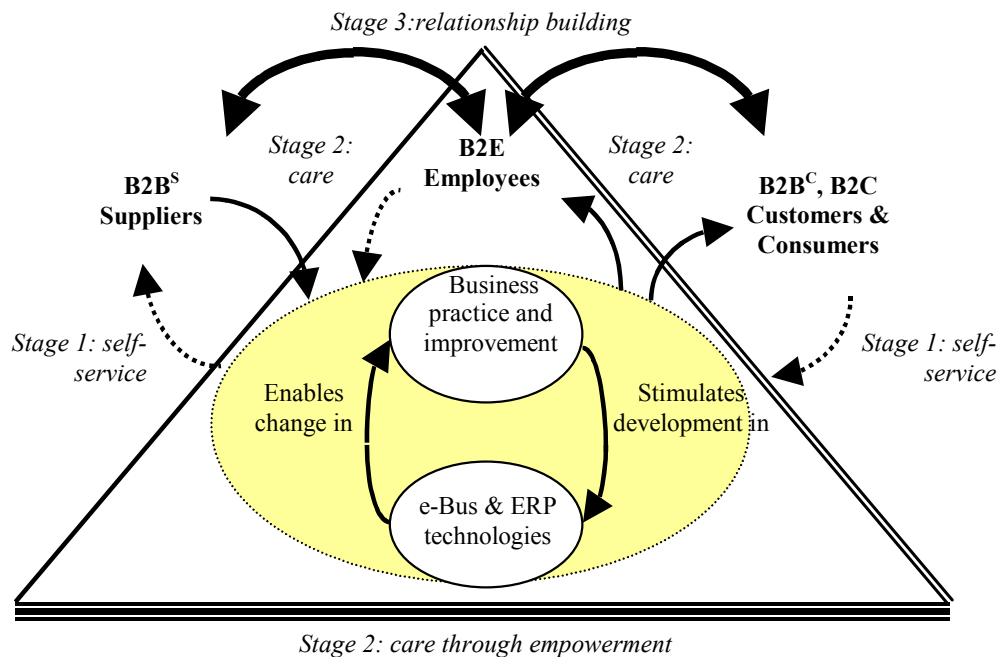 Stage 3:relationship building
Stage 2:
care
B2E
Employees
Stage 2:
care
B2Bˢ
Suppliers
B2Bᶜ, B2C
Customers &
Consumers
Stage 1: self-
service
Business
practice and
improvement
Stage 1: self-
service
Enables
change in
Stimulates
development in
e-Bus & ERP
technologies
Stage 2: care through empowerment